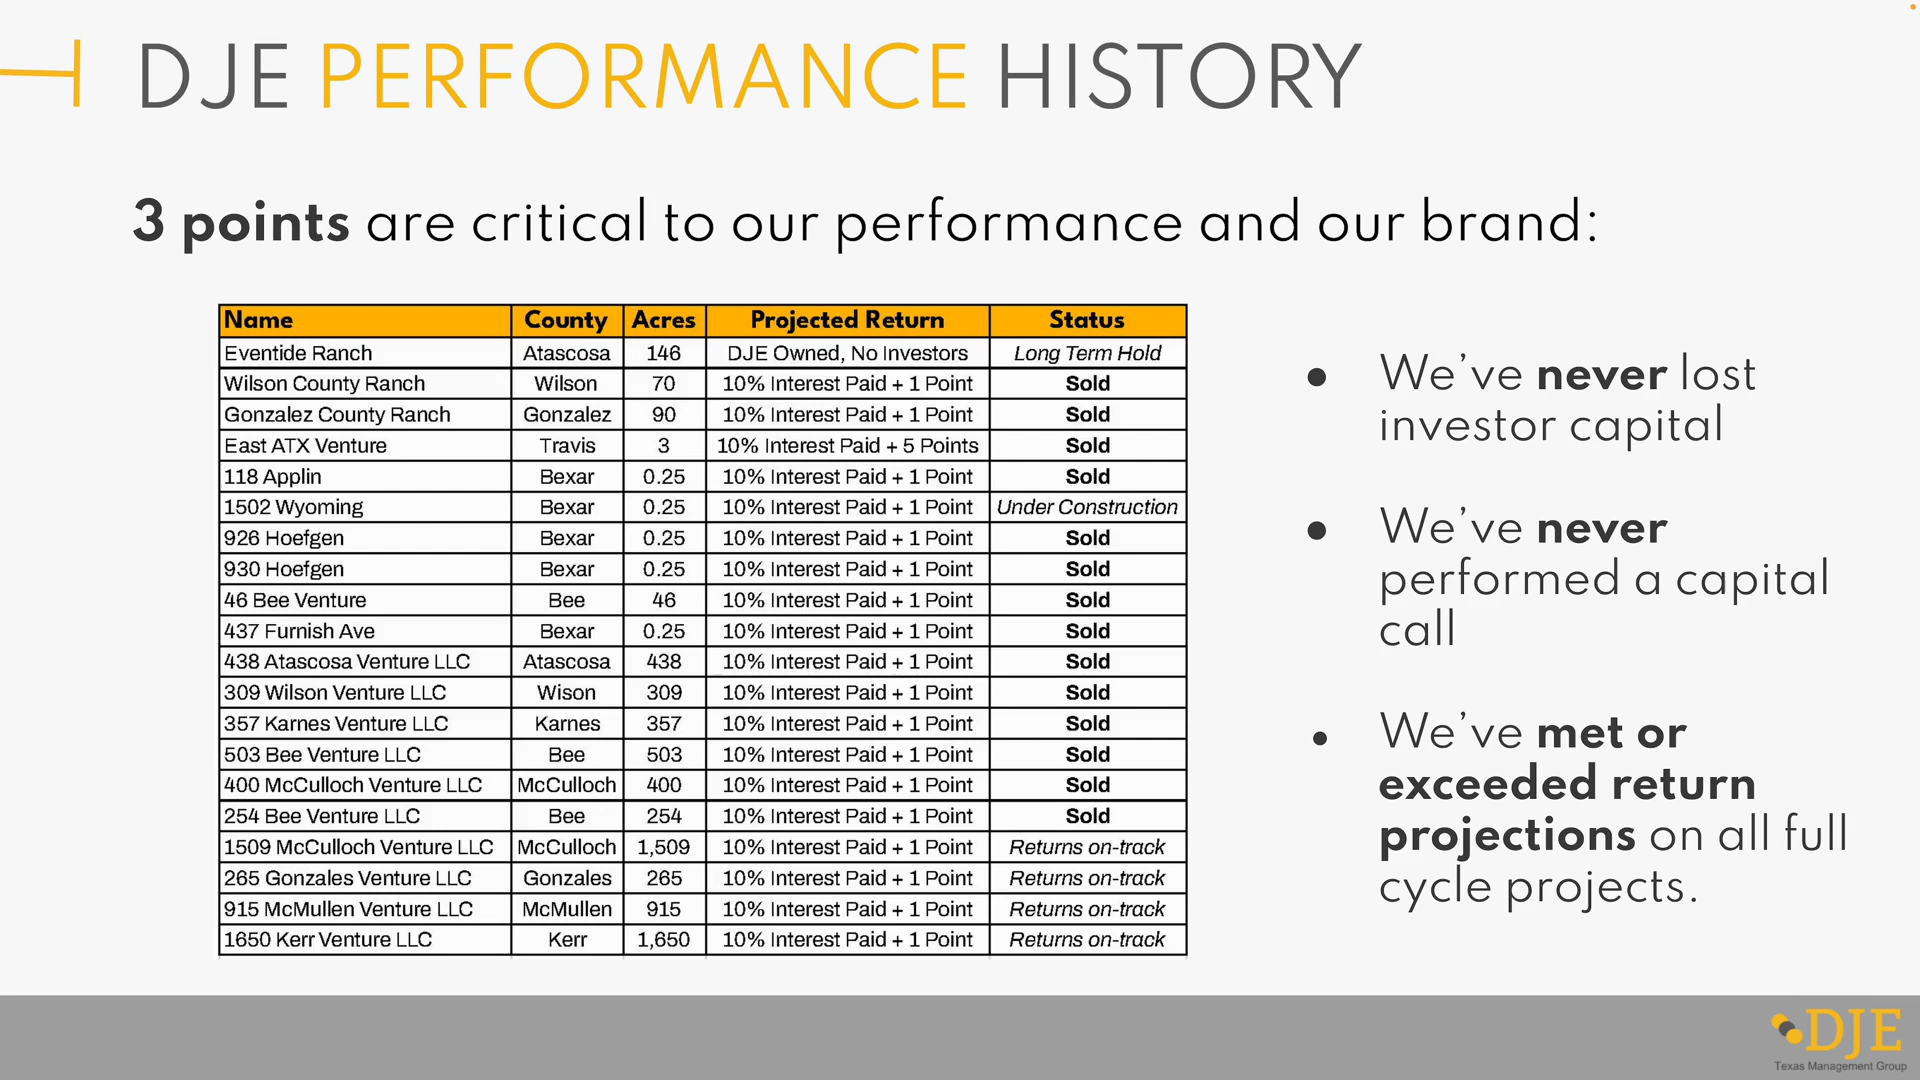 DJE PERFORMANCE HISTORY
3 points are critical to our performance and our brand:
Name County Acres Projected Return Status
Eventide Ranch Atascosa 146 DJE Owned, No Investors Long Term Hold
Wilson County Ranch Wilson 70 10% Interest Paid + 1 Point Sold
Gonzalez County Ranch Gonzalez 90 10% Interest Paid + 1 Point Sold
East ATX Venture Travis 3 10% Interest Paid + 5 Points Sold
118 Applin Bexar 0.25 10% Interest Paid + 1 Point Sold
1502 Wyoming Bexar 0.25 10% Interest Paid + 1 Point Under Construction
926 Hoefgen Bexar 0.25 10% Interest Paid + 1 Point Sold
930 Hoefgen Bexar 0.25 10% Interest Paid + 1 Point Sold
46 Bee Venture Bee 46 10% Interest Paid + 1 Point Sold
437 Furnish Ave Bexar 0.25 10% Interest Paid + 1 Point Sold
438 Atascosa Venture LLC Atascosa 438 10% Interest Paid + 1 Point Sold
309 Wilson Venture LLC Wison 309 10% Interest Paid + 1 Point Sold
357 Karnes Venture LLC Karnes 357 10% Interest Paid + 1 Point Sold
503 Bee Venture LLC Bee 503 10% Interest Paid + 1 Point Sold
400 McCulloch Venture LLC McCulloch 400 10% Interest Paid + 1 Point Sold
254 Bee Venture LLC Bee 254 10% Interest Paid + 1 Point Sold
1509 McCulloch Venture LLC McCulloch 1,509 10% Interest Paid + 1 Point Returns on-track
265 Gonzales Venture LLC Gonzales 265 10% Interest Paid + 1 Point Returns on-track
915 McMullen Venture LLC McMullen 915 10% Interest Paid + 1 Point Returns on-track
1650 Kerr Venture LLC Kerr 1,650 10% Interest Paid + 1 Point Returns on-track
● We've never lost
investor capital
● We've never
performed a capital
call
● We've met or
exceeded return
projections on all full
cycle projects.
DJE
Texas Management Group